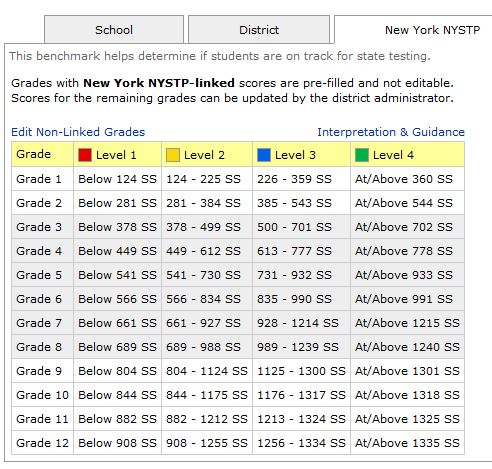 School District New York NYSTP
This benchmark helps determine if students are on track for state testing.
Grades with New York NYSTP-linked scores are pre-filled and not editable.
Scores for the remaining grades can be updated by the district administrator.
Edit Non-Linked Grades Interpretation & Guidance
Grade Level 1 Level 2 Level 3 Level 4
Grade 1 Below 124 SS 124 - 225 SS 226 - 359 SS At/Above 360 SS
Grade 2 Below 281 SS 281 - 384 SS 385 - 543 SS At/Above 544 SS
Grade 3 Below 378 SS 378 - 499 SS 500 - 701 SS At/Above 702 SS
Grade 4 Below 449 SS 449 - 612 SS 613 - 777 SS At/Above 778 SS
Grade 5 Below 541 SS 541 - 730 SS 731 - 932 SS At/Above 933 SS
Grade 6 Below 566 SS 566 - 834 SS 835 - 990 SS At/Above 991 SS
Grade 7 Below 661 SS 661 - 927 SS 928 - 1214 SS At/Above 1215 SS
Grade 8 Below 689 SS 689 - 988 SS 989 - 1239 SS At/Above 1240 SS
Grade 9 Below 804 SS 804 - 1124 SS 1125 - 1300 SS At/Above 1301 SS
Grade 10 Below 844 SS 844 - 1175 SS 1176 - 1317 SS At/Above 1318 SS
Grade 11 Below 882 SS 882 - 1212 SS 1213 - 1324 SS At/Above 1325 SS
Grade 12 Below 908 SS 908 - 1255 SS 1256 - 1334 SS At/Above 1335 SS